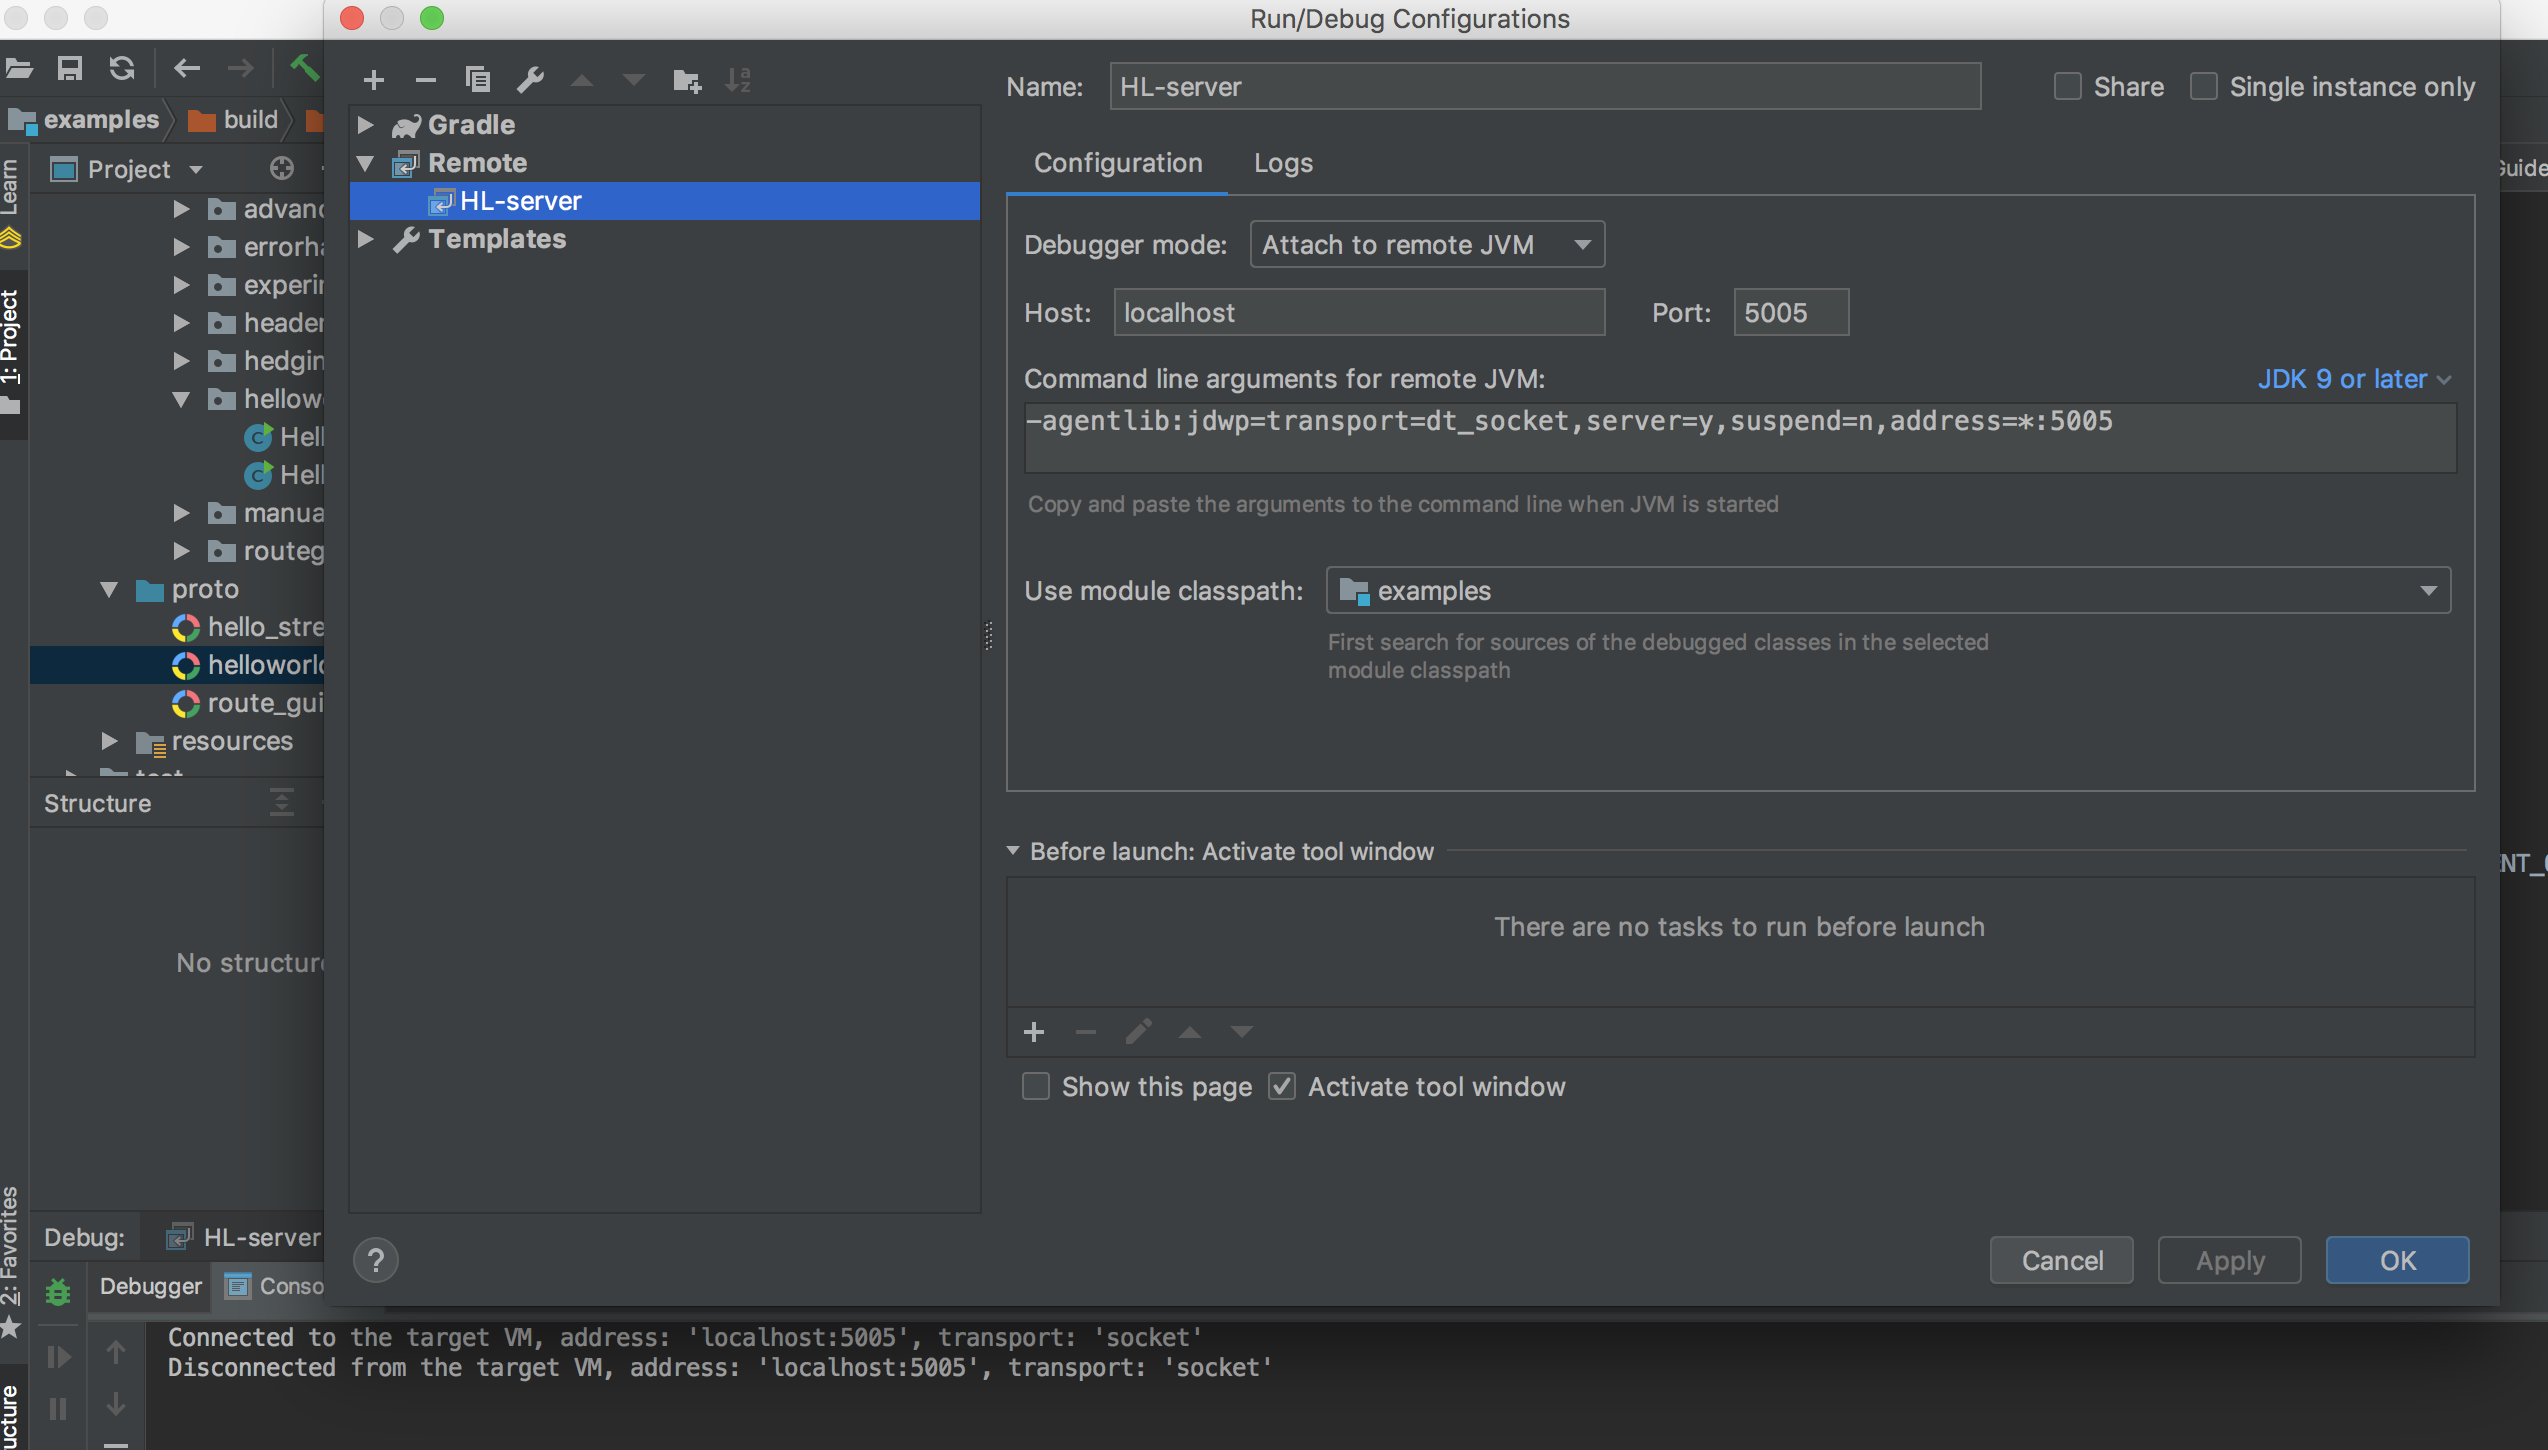 Run/Debug Configurations
examples
build
Project
Learn
1: Project
advanc
errorha
experin
header
hedgin
hellowo
Hell
Hell
manua
routeg
proto
hello_stre
helloworld
route_gui
resources
test
Structure
No structure
2: Favorites
ucture
Gradle
Remote
HL-server
Templates
Name: HL-server
Share
Single instance only
Configuration
Logs
Debugger mode: Attach to remote JVM
Host: localhost
Port: 5005
Command line arguments for remote JVM:
JDK 9 or later
-agentlib:jdwp=transport=dt_socket,server=y,suspend=n,address=*:5005
Copy and paste the arguments to the command line when JVM is started
Use module classpath: examples
First search for sources of the debugged classes in the selected
module classpath
Before launch: Activate tool window
There are no tasks to run before launch
Show this page
Activate tool window
?
Cancel
Apply
OK
Guide
NT_
Debug:
HL-server
Debugger
Conso
Connected to the target VM, address: 'localhost:5005', transport: 'socket'
Disconnected from the target VM, address: 'localhost:5005', transport: 'socket'